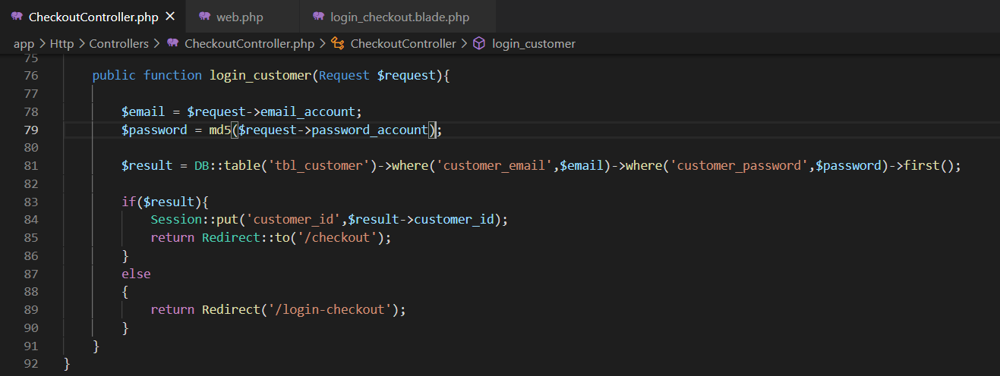 CheckoutController.php × web.php login_checkout.blade.php
app > Http > Controllers > CheckoutController.php > CheckoutController > login_customer
75
76 public function login_customer(Request $request){
77
78 $email = $request->email_account;
79 $password = md5($request->password_account);
80
81 $result = DB::table('tbl_customer')->where('customer_email',$email)->where('customer_password',$password)->first();
82
83 if($result){
84 Session::put('customer_id',$result->customer_id);
85 return Redirect::to('/checkout');
86 }
87 else
88 {
89 return Redirect('/login-checkout');
90 }
91 }
92 }